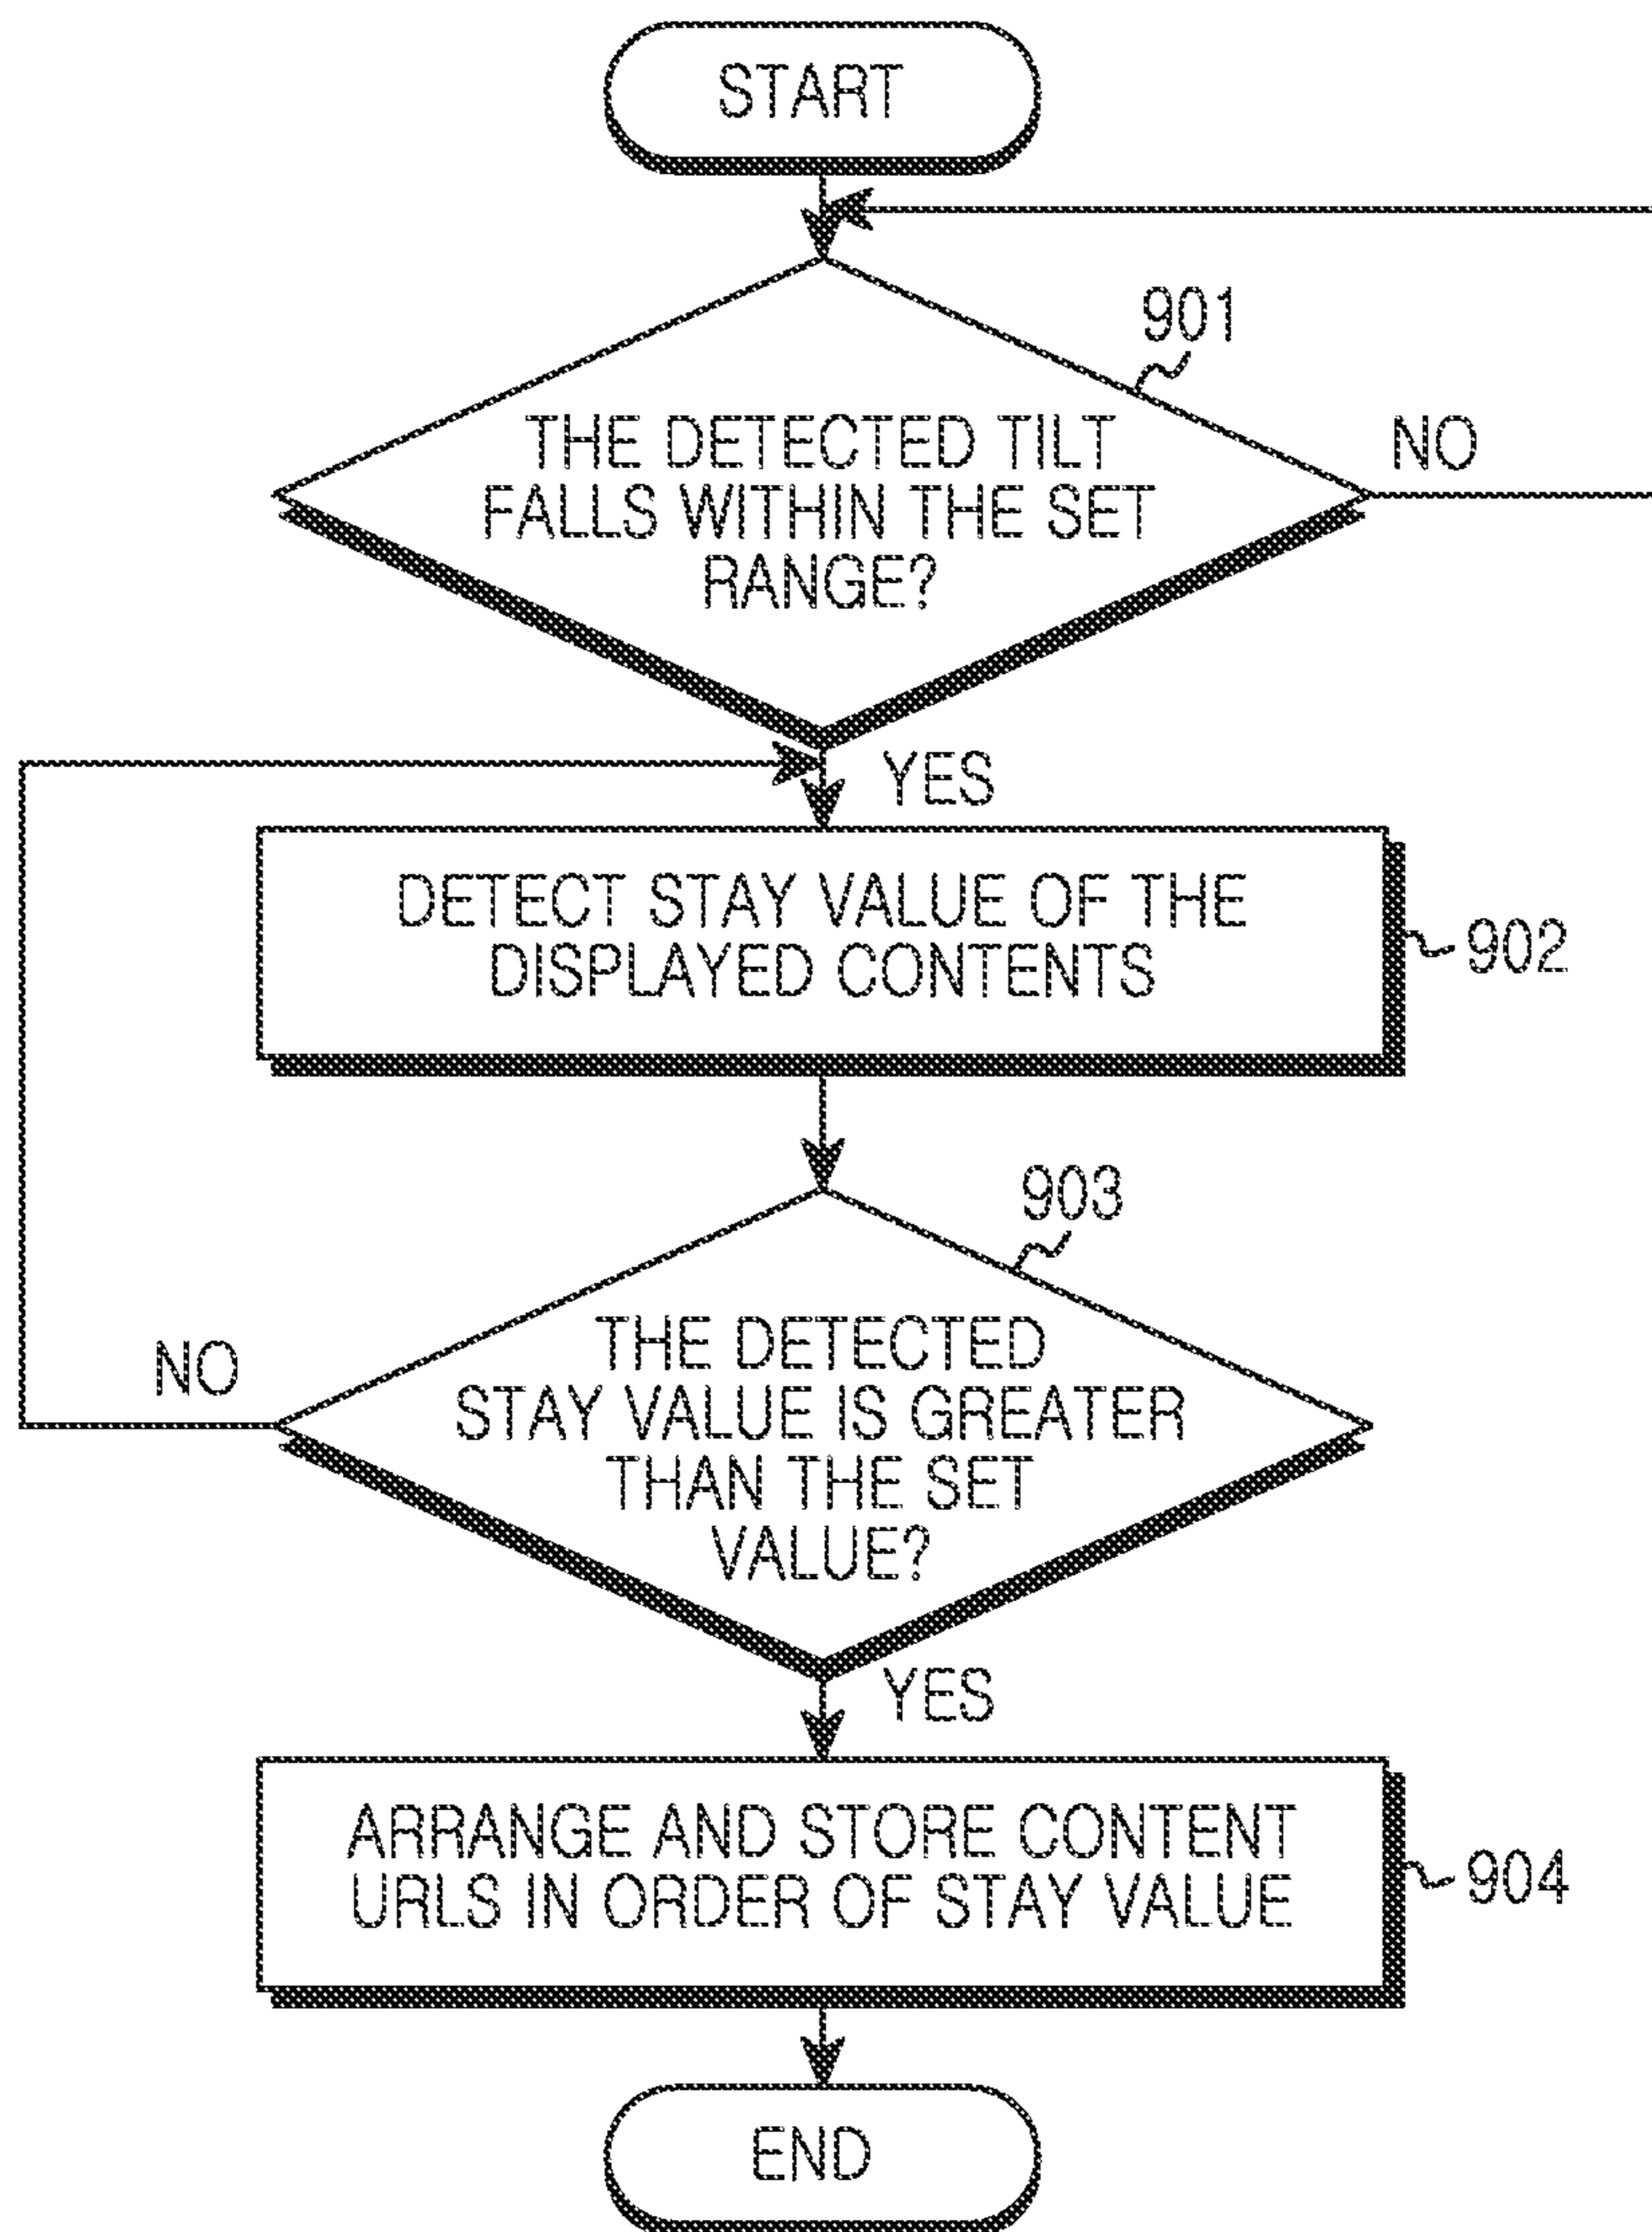 START
901
THE DETECTED TILT
FALLS WITHIN THE SET
RANGE?
NO
YES
DETECT STAY VALUE OF THE
DISPLAYED CONTENTS
902
903
THE DETECTED
STAY VALUE IS GREATER
THAN THE SET
VALUE?
NO
YES
ARRANGE AND STORE CONTENT
URLS IN ORDER OF STAY VALUE
904
END